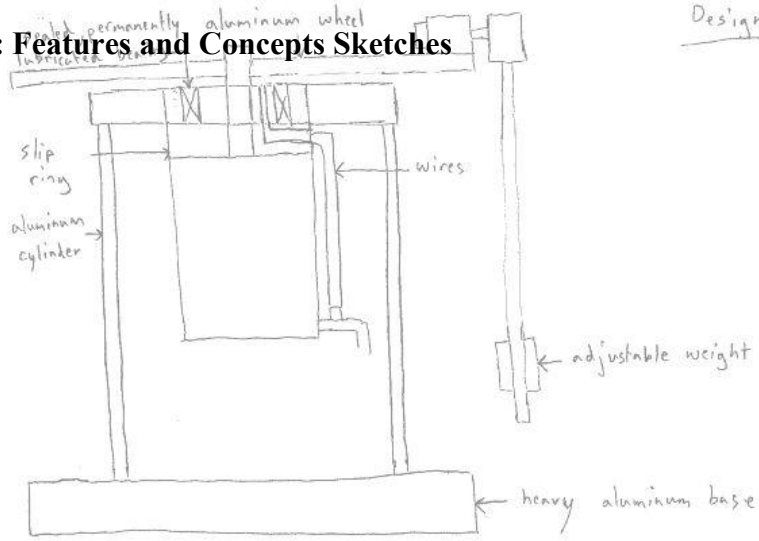 : Features and Concepts Sketches
sealed permanently
lubricated bearing
aluminum wheel
Design
slip
ring
wires
aluminum
cylinder
adjustable weight
heavy aluminum base